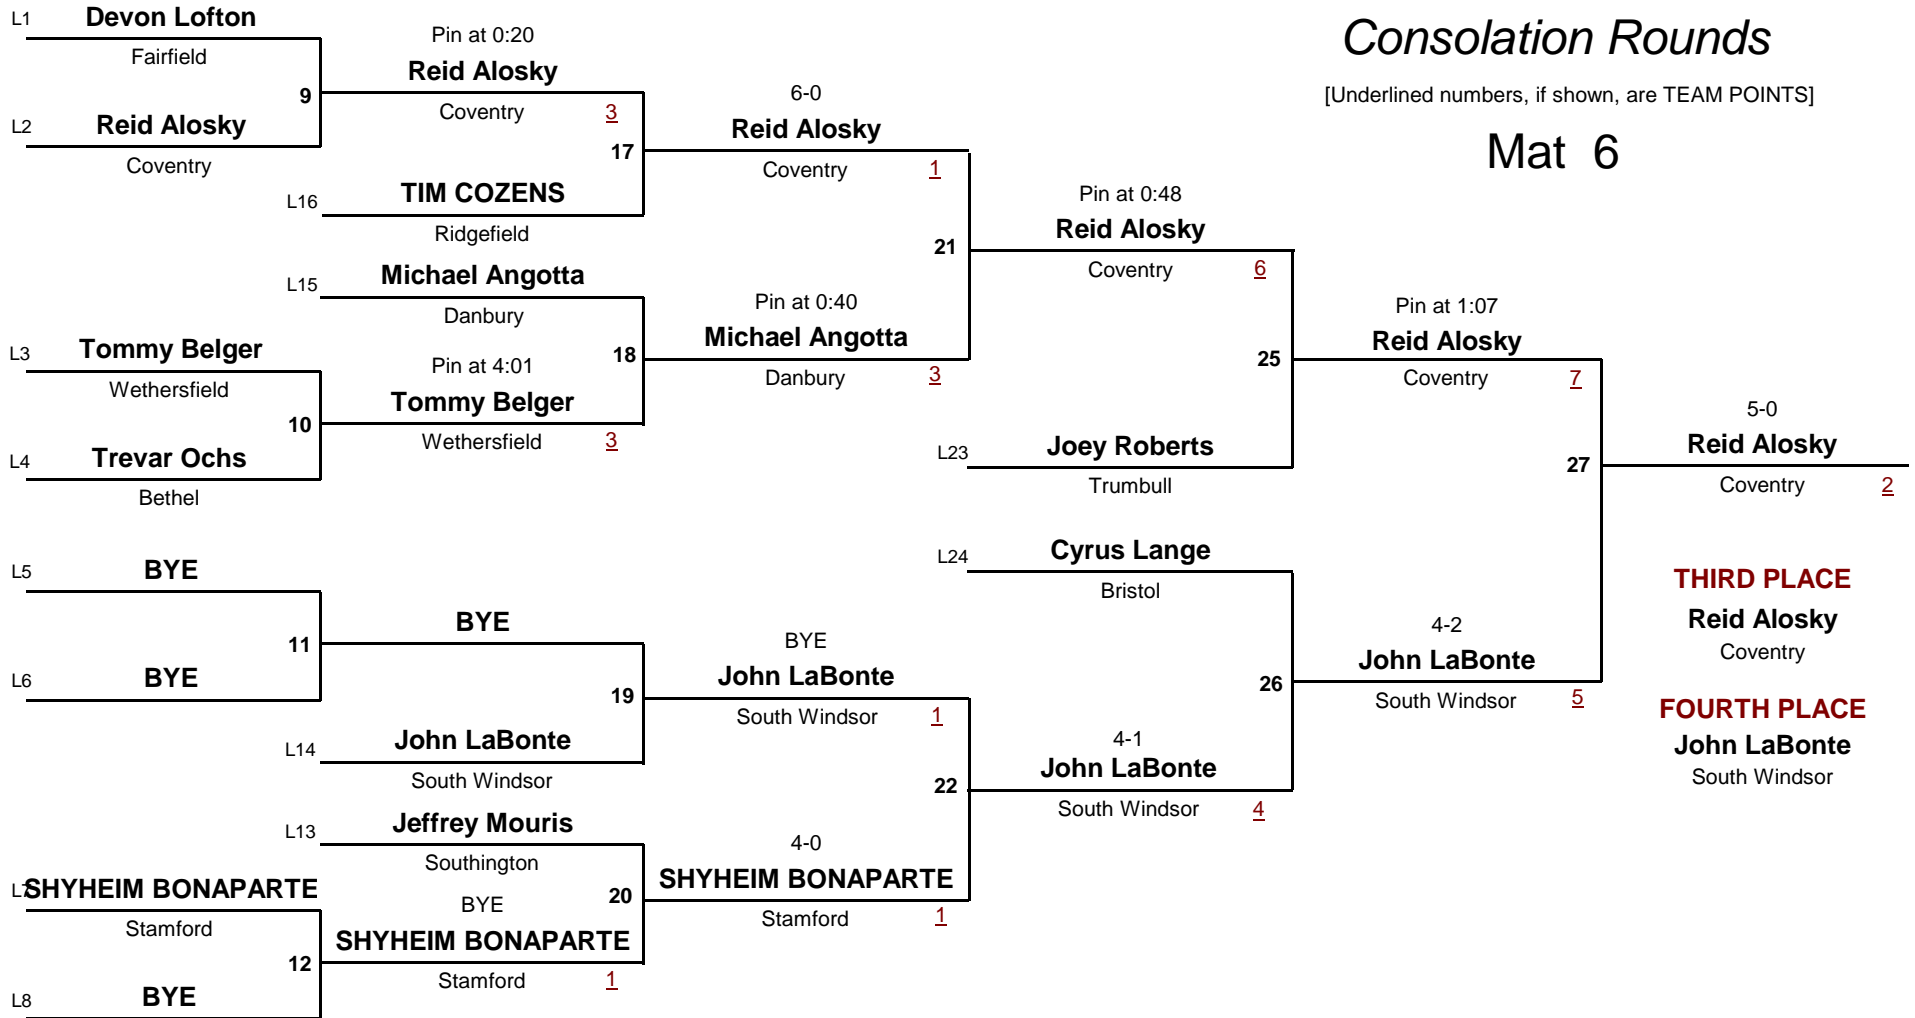 Consolation Rounds
[Underlined numbers, if shown, are TEAM POINTS]
Mat 6
L1 Devon Lofton
Fairfield
9
L2 Reid Alosky
Coventry
Pin at 0:20
Reid Alosky
Coventry 3
17
L16 TIM COZENS
Ridgefield
L15 Michael Angotta
Danbury
L3 Tommy Belger
Wethersfield
10
L4 Trevar Ochs
Bethel
18
Pin at 4:01
Tommy Belger
Wethersfield 3
6-0
Reid Alosky
Coventry 1
21
Pin at 0:40
Michael Angotta
Danbury 3
Pin at 0:48
Reid Alosky
Coventry 6
25
L23 Joey Roberts
Trumbull
Pin at 1:07
Reid Alosky
Coventry 7
27
5-0
Reid Alosky
Coventry 2
L5 BYE
11
L6 BYE
BYE
19
L14 John LaBonte
South Windsor
L13 Jeffrey Mouris
Southington
20
L7 SHYHEIM BONAPARTE
Stamford
12
L8 BYE
BYE
SHYHEIM BONAPARTE
Stamford 1
BYE
John LaBonte
South Windsor 1
22
4-0
SHYHEIM BONAPARTE
Stamford 1
L24 Cyrus Lange
Bristol
26
4-1
John LaBonte
South Windsor 4
4-2
John LaBonte
South Windsor 5
THIRD PLACE
Reid Alosky
Coventry
FOURTH PLACE
John LaBonte
South Windsor